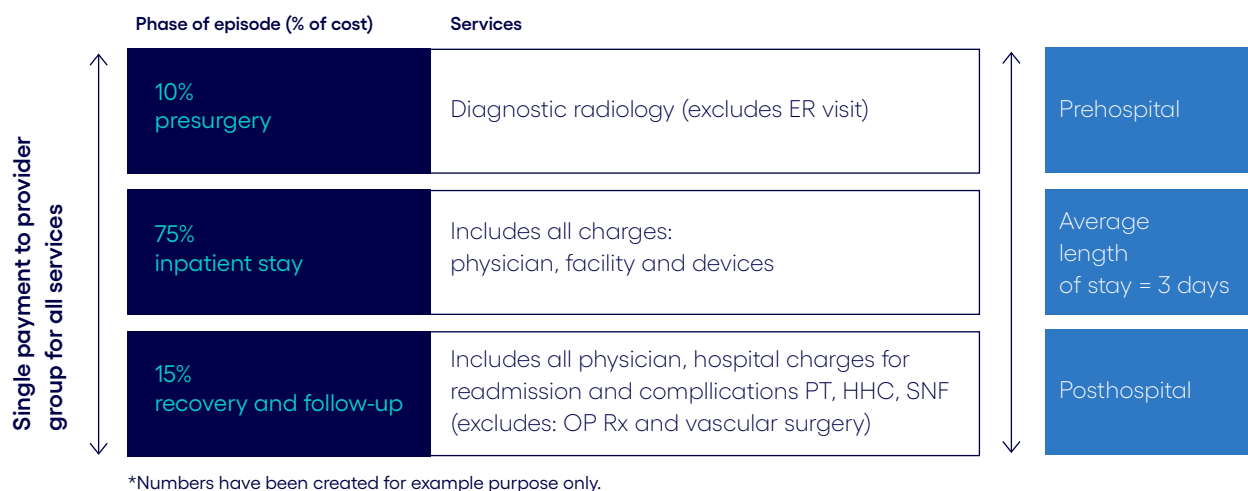 Phase of episode (% of cost)
Services
Single payment to provider
group for all services
10%
presurgery
Diagnostic radiology (excludes ER visit)
Prehospital
75%
inpatient stay
Includes all charges:
physician, facility and devices
Average
length
of stay = 3 days
15%
recovery and follow-up
Includes all physician, hospital charges for
readmission and compllications PT, HHC, SNF
(excludes: OP Rx and vascular surgery)
Posthospital
*Numbers have been created for example purpose only.